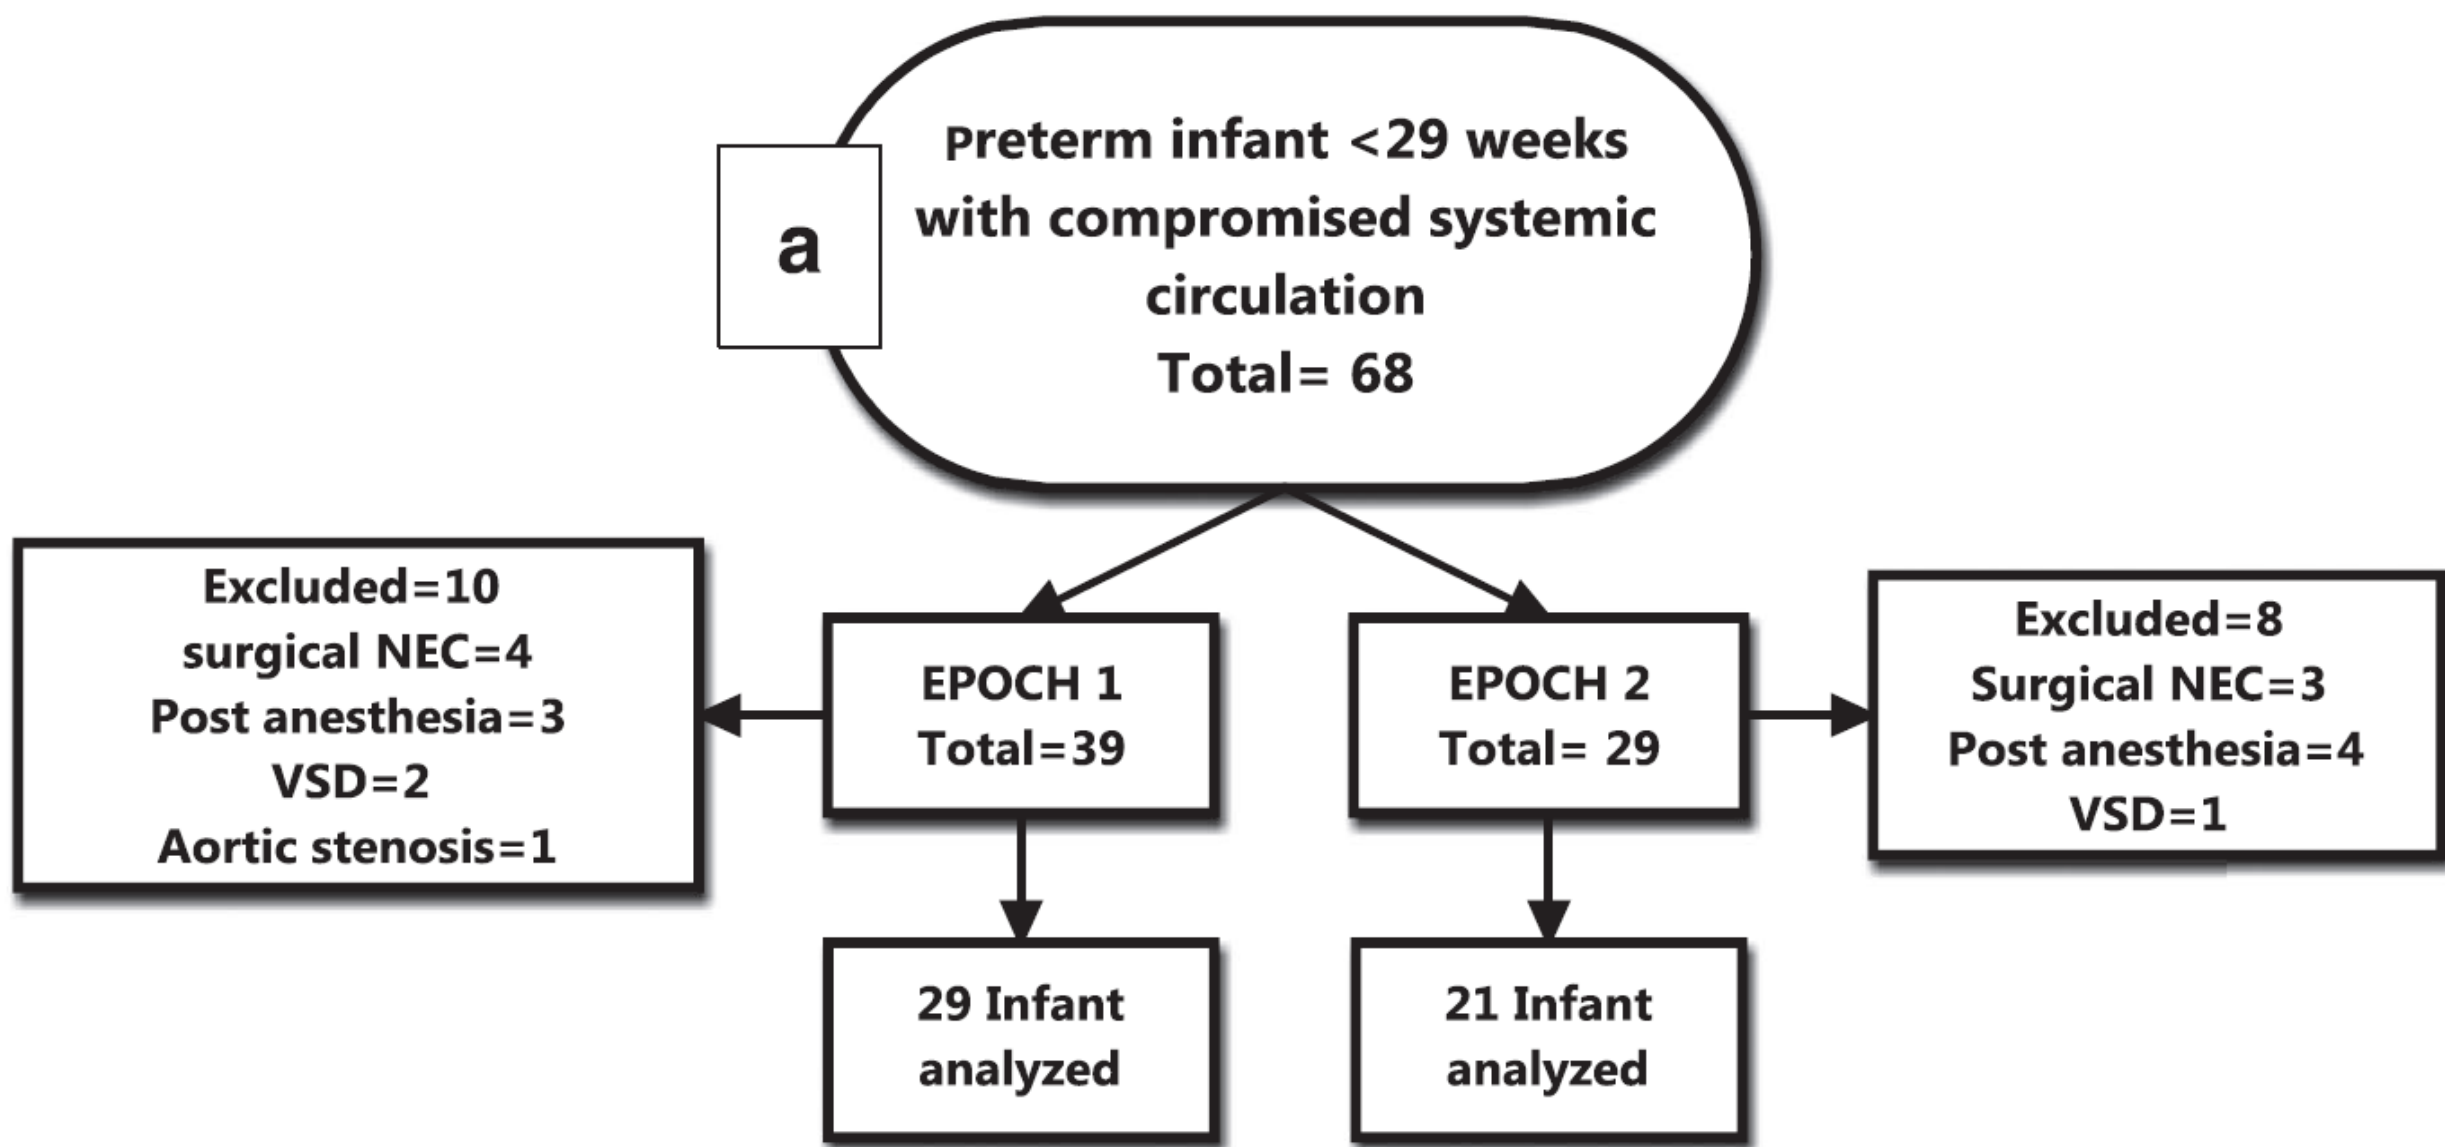 a
Preterm infant <29 weeks
with compromised systemic
circulation
Total= 68
Excluded=10
surgical NEC=4
Post anesthesia=3
VSD=2
Aortic stenosis=1
EPOCH 1
Total=39
EPOCH 2
Total= 29
Excluded=8
Surgical NEC=3
Post anesthesia=4
VSD=1
29 Infant
analyzed
21 Infant
analyzed